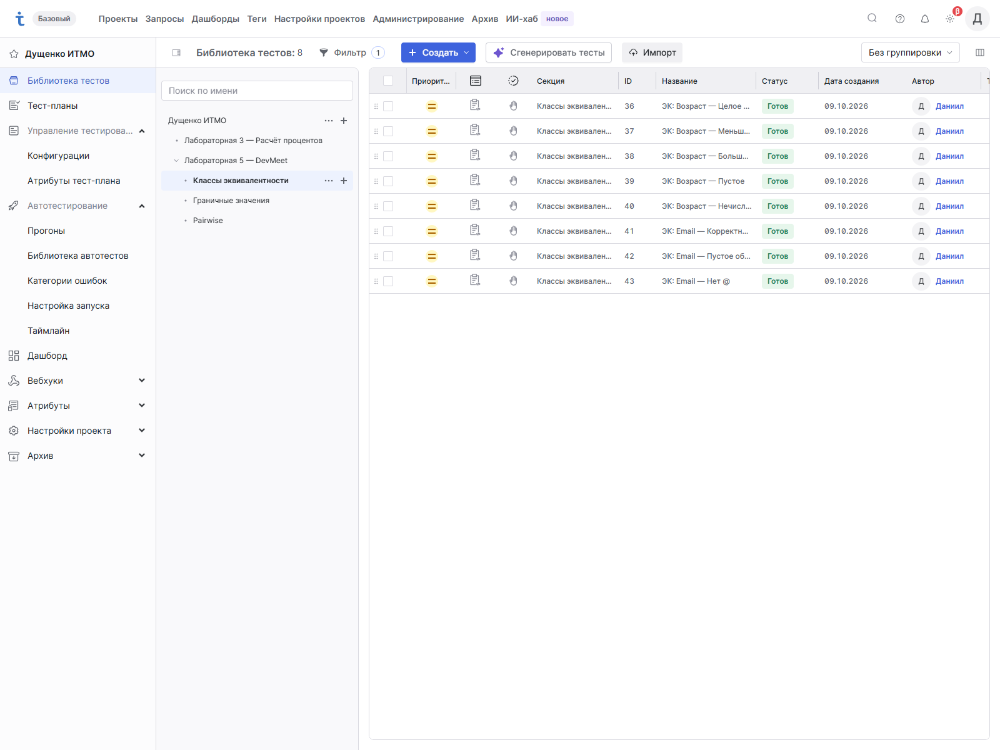 Базовый
Проекты Запросы Дашборды Теги Настройки проектов Администрирование Архив ИИ-хаб новое
β
Д
Дущенко ИТМО
Библиотека тестов
Тест-планы
Управление тестирова...
Конфигурации
Атрибуты тест-плана
Автотестирование
Прогоны
Библиотека автотестов
Категории ошибок
Настройка запуска
Таймлайн
Дашборд
Вебхуки
Атрибуты
Настройки проекта
Архив
Библиотека тестов: 8
Фильтр 1
Создать
Сгенерировать тесты
Импорт
Без группировки
Поиск по имени
Дущенко ИТМО
Лабораторная 3 — Расчёт процентов
Лабораторная 5 — DevMeet
Классы эквивалентности
Граничные значения
Pairwise
Приорит... Секция ID Название Статус Дата создания Автор
Классы эквивален... 36 ЭК: Возраст — Целое ... Готов 09.10.2026 Д Даниил
Классы эквивален... 37 ЭК: Возраст — Меньш... Готов 09.10.2026 Д Даниил
Классы эквивален... 38 ЭК: Возраст — Больш... Готов 09.10.2026 Д Даниил
Классы эквивален... 39 ЭК: Возраст — Пустое Готов 09.10.2026 Д Даниил
Классы эквивален... 40 ЭК: Возраст — Нечисл... Готов 09.10.2026 Д Даниил
Классы эквивален... 41 ЭК: Email — Корректн... Готов 09.10.2026 Д Даниил
Классы эквивален... 42 ЭК: Email — Пустое об... Готов 09.10.2026 Д Даниил
Классы эквивален... 43 ЭК: Email — Нет @ Готов 09.10.2026 Д Даниил